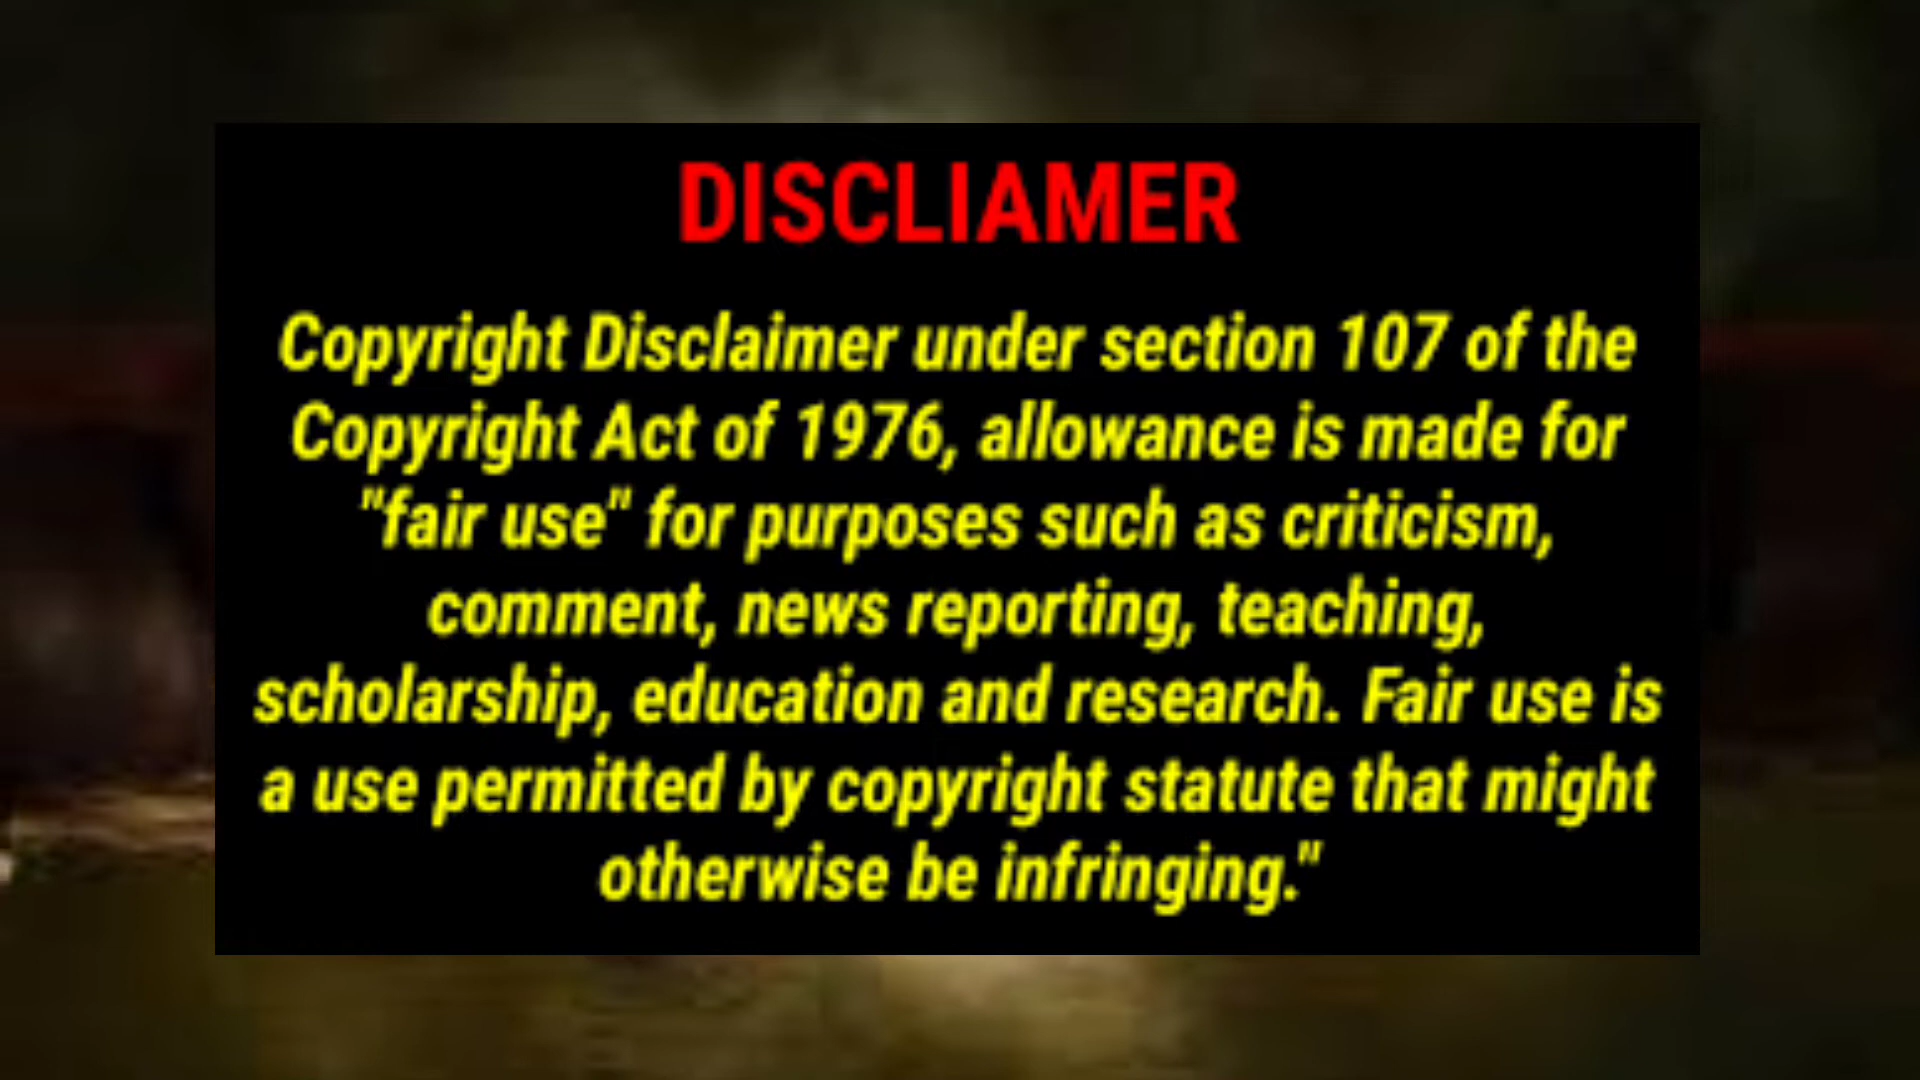 DISCLIAMER
Copyright Disclaimer under section 107 of the
Copyright Act of 1976, allowance is made for
"fair use" for purposes such as criticism,
comment, news reporting, teaching,
scholarship, education and research. Fair use is
a use permitted by copyright statute that might
otherwise be infringing."